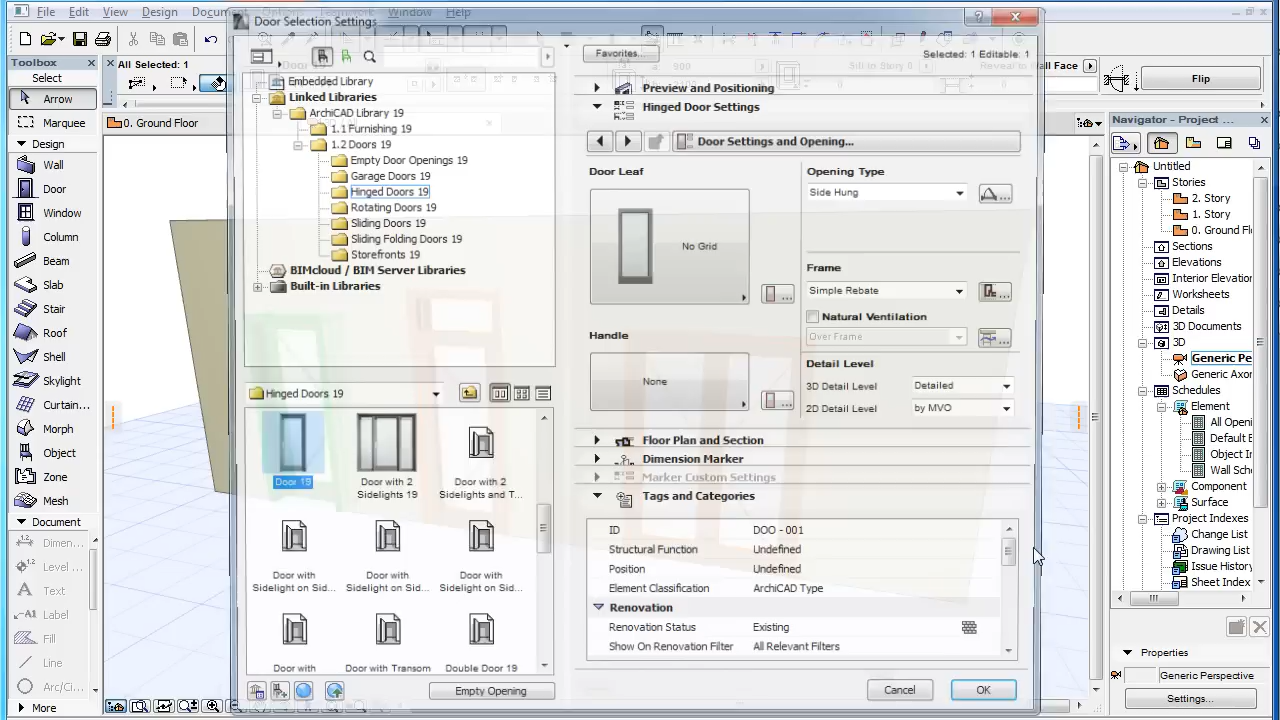 File
Edit
View
Design
Document
Window
Help
Door Selection Settings
Toolbox
Select
Arrow
Marquee
Design
Wall
Door
Window
Column
Beam
Slab
Stair
Roof
Shell
Skylight
Curtain...
Morph
Object
Zone
Mesh
Document
Dimen...
Level ...
Text
Label
Fill
Line
Arc/Ci...
More
All Selected: 1
0. Ground Floor
Embedded Library
Linked Libraries
ArchiCAD Library 19
1.1 Furnishing 19
1.2 Doors 19
Empty Door Openings 19
Garage Doors 19
Hinged Doors 19
Rotating Doors 19
Sliding Doors 19
Sliding Folding Doors 19
Storefronts 19
BIMcloud / BIM Server Libraries
Built-in Libraries
Hinged Doors 19
Door 19
Door with 2
Sidelights 19
Door with 2
Sidelights and T...
Door with
Sidelight on Sid...
Door with
Sidelight on Sid...
Door with
Sidelight on Sid...
Door with
Door with Transom
Double Door 19
Empty Opening
Favorites...
Selected: 1 Editable: 1
900
Sill to Story 0
Reveal to Wall Face
Preview and Positioning
Hinged Door Settings
Door Settings and Opening...
Door Leaf
No Grid
Handle
None
Opening Type
Side Hung
Frame
Simple Rebate
Natural Ventilation
Over Frame
Detail Level
3D Detail Level
Detailed
2D Detail Level
by MVO
Floor Plan and Section
Dimension Marker
Marker Custom Settings
Tags and Categories
ID DOO - 001
Structural Function Undefined
Position Undefined
Element Classification ArchiCAD Type
Renovation
Renovation Status Existing
Show On Renovation Filter All Relevant Filters
Cancel
OK
Flip
Navigator - Project ...
Untitled
Stories
2. Story
1. Story
0. Ground Fl
Sections
Elevations
Interior Elevation
Worksheets
Details
3D Documents
3D
Generic Pe
Generic Axon
Schedules
Element
All Openi
Default E
Object In
Wall Sche
Component
Surface
Project Indexes
Change List
Drawing List
Issue History
Sheet Index
Properties
Generic Perspective
Settings...